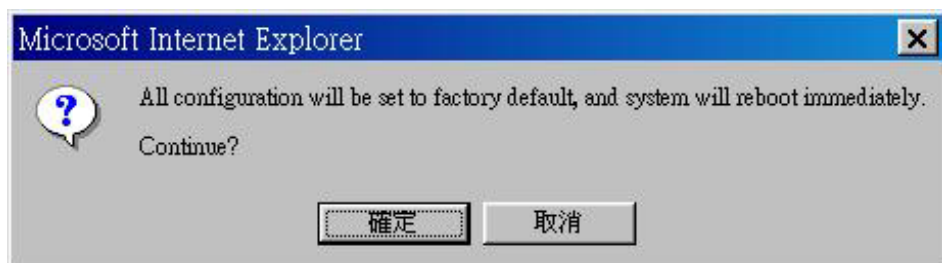 Microsoft Internet Explorer
All configuration will be set to factory default, and system will reboot immediately.
Continue?
確定
取消